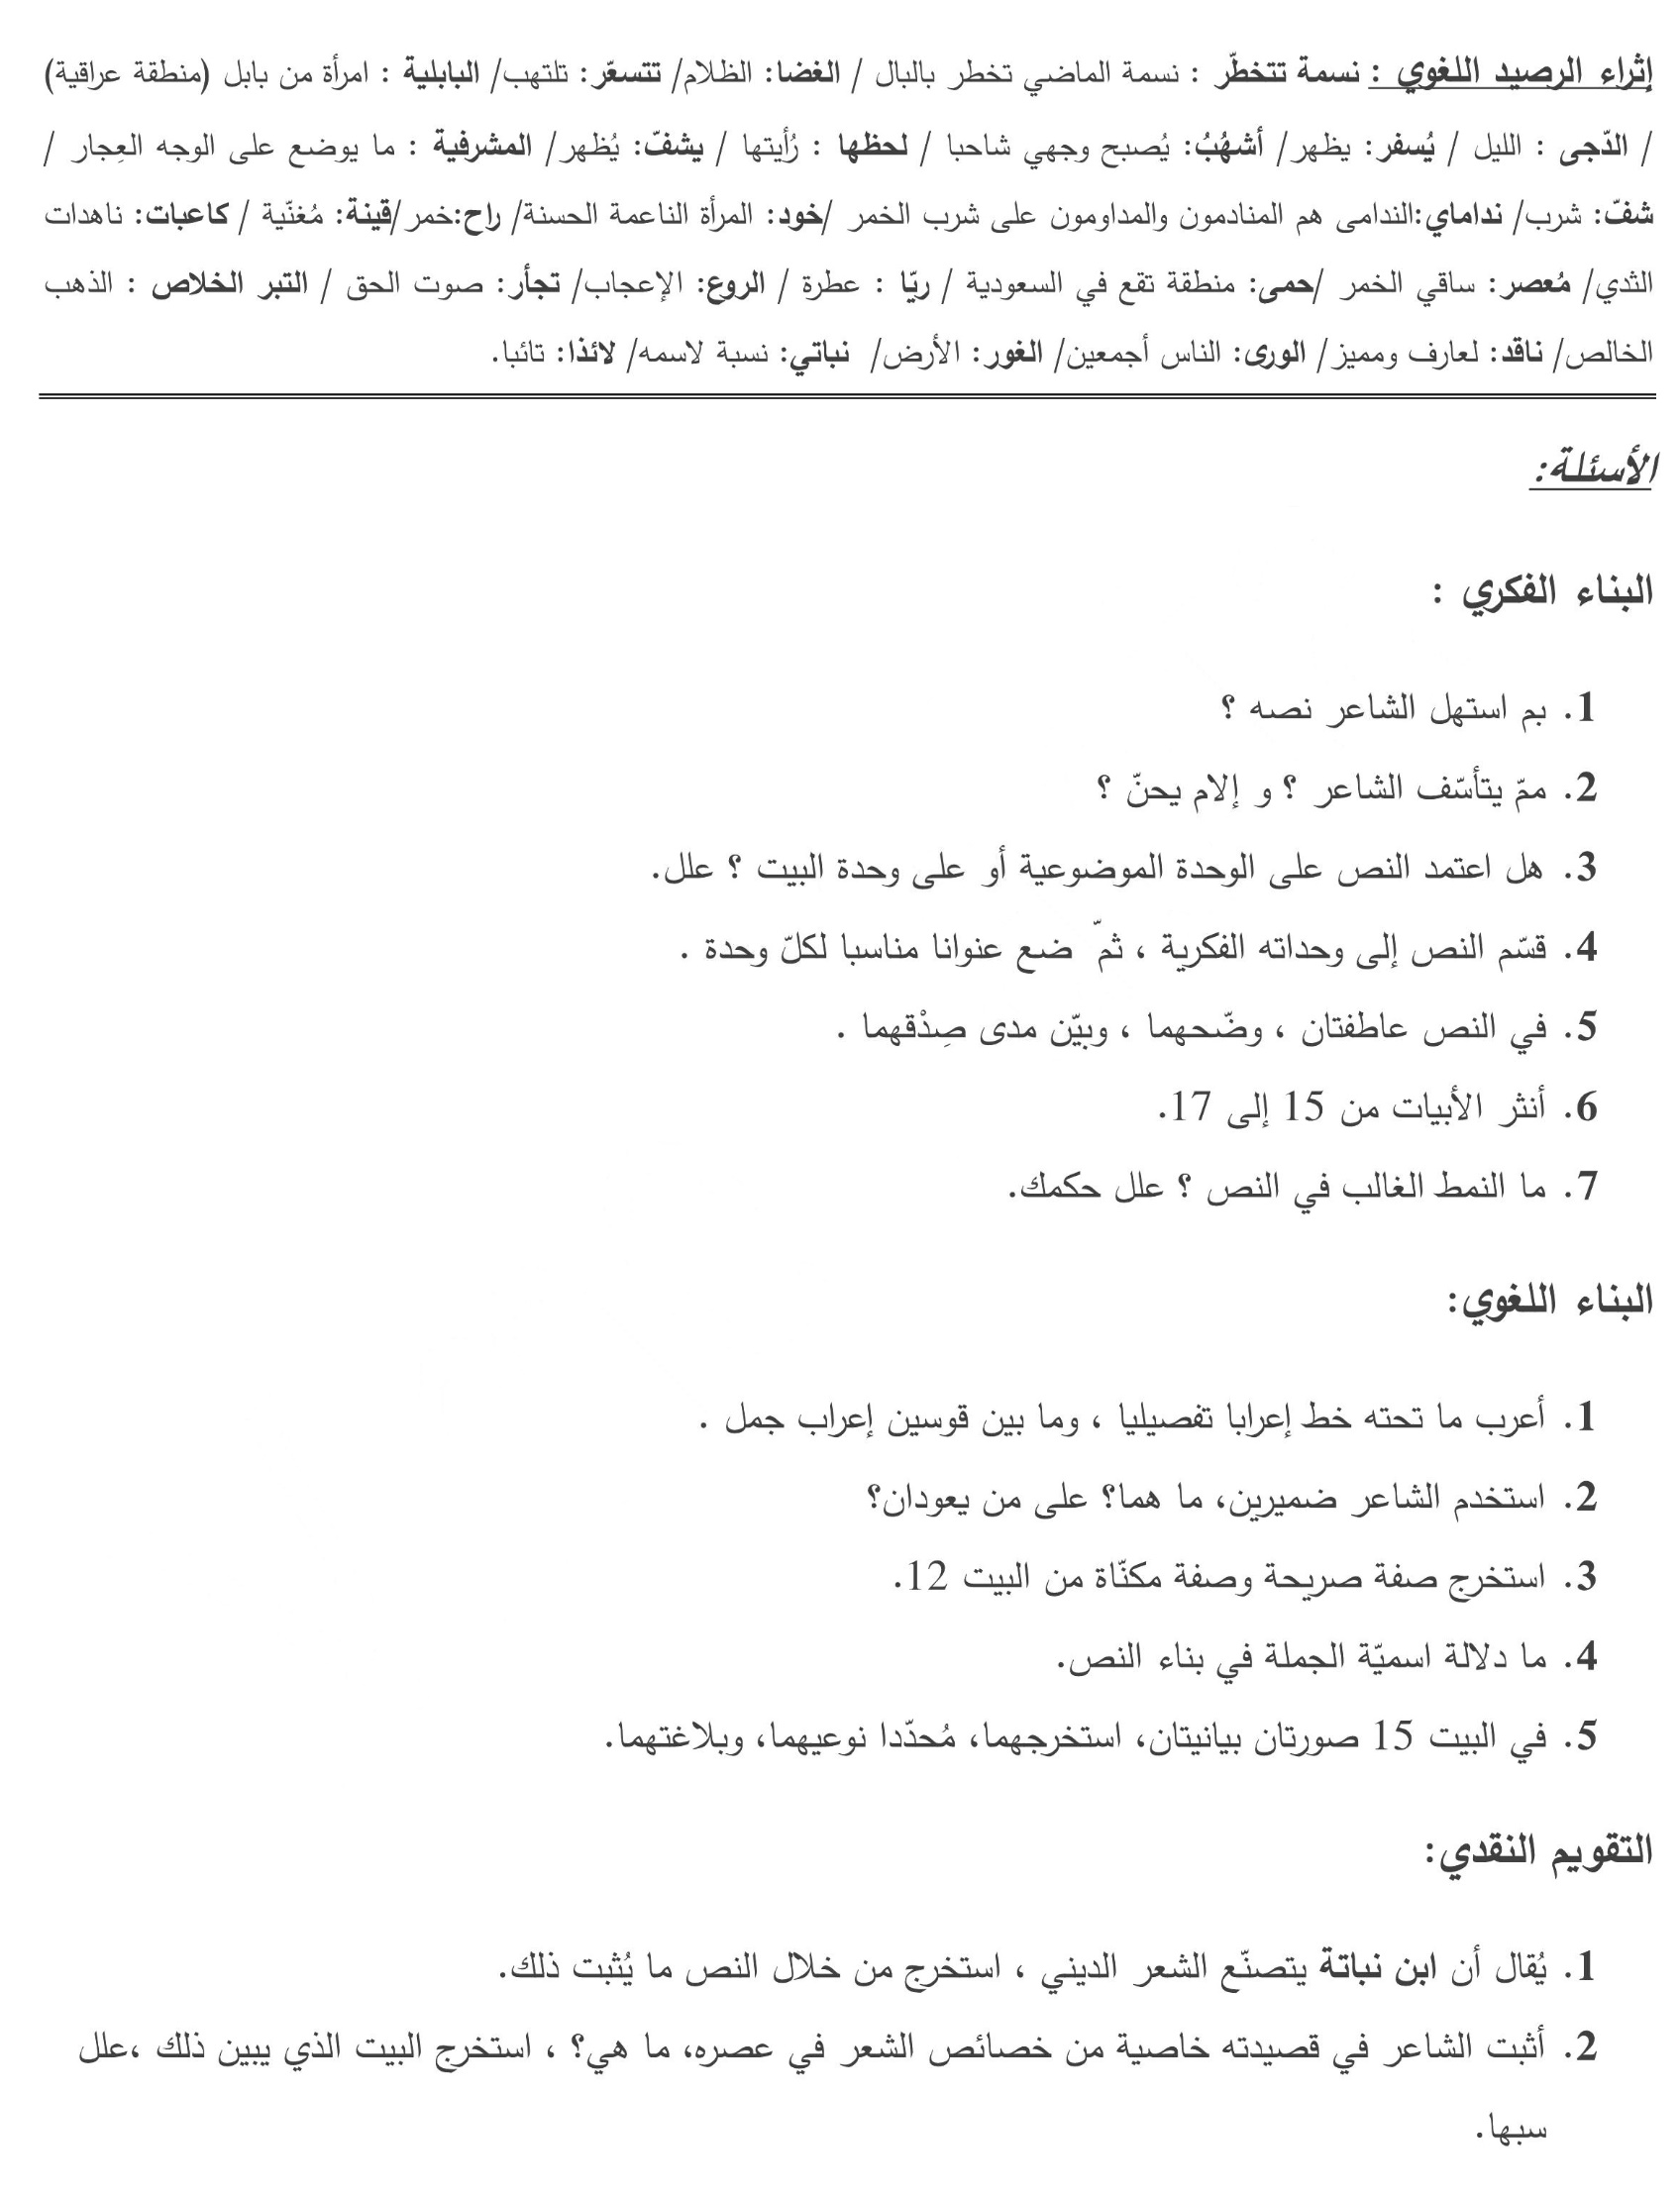 إثراء الرصيد اللغوي : نسمة تتخطّر : نسمة الماضي تخطر بالبال / الغضا: الظلام/ تتسعّر: تلتهب/ البابلية : امرأة من بابل (منطقة عراقية)
/ الدّجى : الليل / يُسفر: يظهر/ أشهُبُ: يُصبح وجهي شاحبا / لحظها : رُأيتها / يشفّ: يُظهر/ المشرفية : ما يوضع على الوجه العِجار /
شفّ: شرب/ نداماي:الندامى هم المنادمون والمداومون على شرب الخمر /خود: المرأة الناعمة الحسنة/ راح:خمر/قينة: مُغنّية / كاعبات: ناهدات
الثدي/ مُعصر: ساقي الخمر /حمى: منطقة تقع في السعودية / ريّا : عطرة / الروع: الإعجاب/ تجأر: صوت الحق / التبر الخلاص : الذهب
الخالص/ ناقد: لعارف ومميز/ الورى: الناس أجمعين/ الغور: الأرض/ نباتي: نسبة لاسمه/ لائذا: تائبا.
الأسئلة:
البناء الفكري :
1. بم استهل الشاعر نصه ؟
2. ممّ يتأسّف الشاعر ؟ و إلام يحنّ ؟
3. هل اعتمد النص على الوحدة الموضوعية أو على وحدة البيت ؟ علل.
4. قسّم النص إلى وحداته الفكرية ، ثمّ ضع عنوانا مناسبا لكلّ وحدة .
5. في النص عاطفتان ، وضّحهما ، وبيّن مدى صِدْقهما .
6. أنثر الأبيات من 15 إلى 17.
7. ما النمط الغالب في النص ؟ علل حكمك.
البناء اللغوي:
1. أعرب ما تحته خط إعرابا تفصيليا ، وما بين قوسين إعراب جمل .
2. استخدم الشاعر ضميرين، ما هما؟ على من يعودان؟
3. استخرج صفة صريحة وصفة مكنّاة من البيت 12.
4. ما دلالة اسميّة الجملة في بناء النص.
5. في البيت 15 صورتان بيانيتان، استخرجهما، مُحدّدا نوعيهما، وبلاغتهما.
التقويم النقدي:
1. يُقال أن ابن نباتة يتصنّع الشعر الديني ، استخرج من خلال النص ما يُثبت ذلك.
2. أثبت الشاعر في قصيدته خاصية من خصائص الشعر في عصره، ما هي؟ ، استخرج البيت الذي يبين ذلك ،علل
سبها.